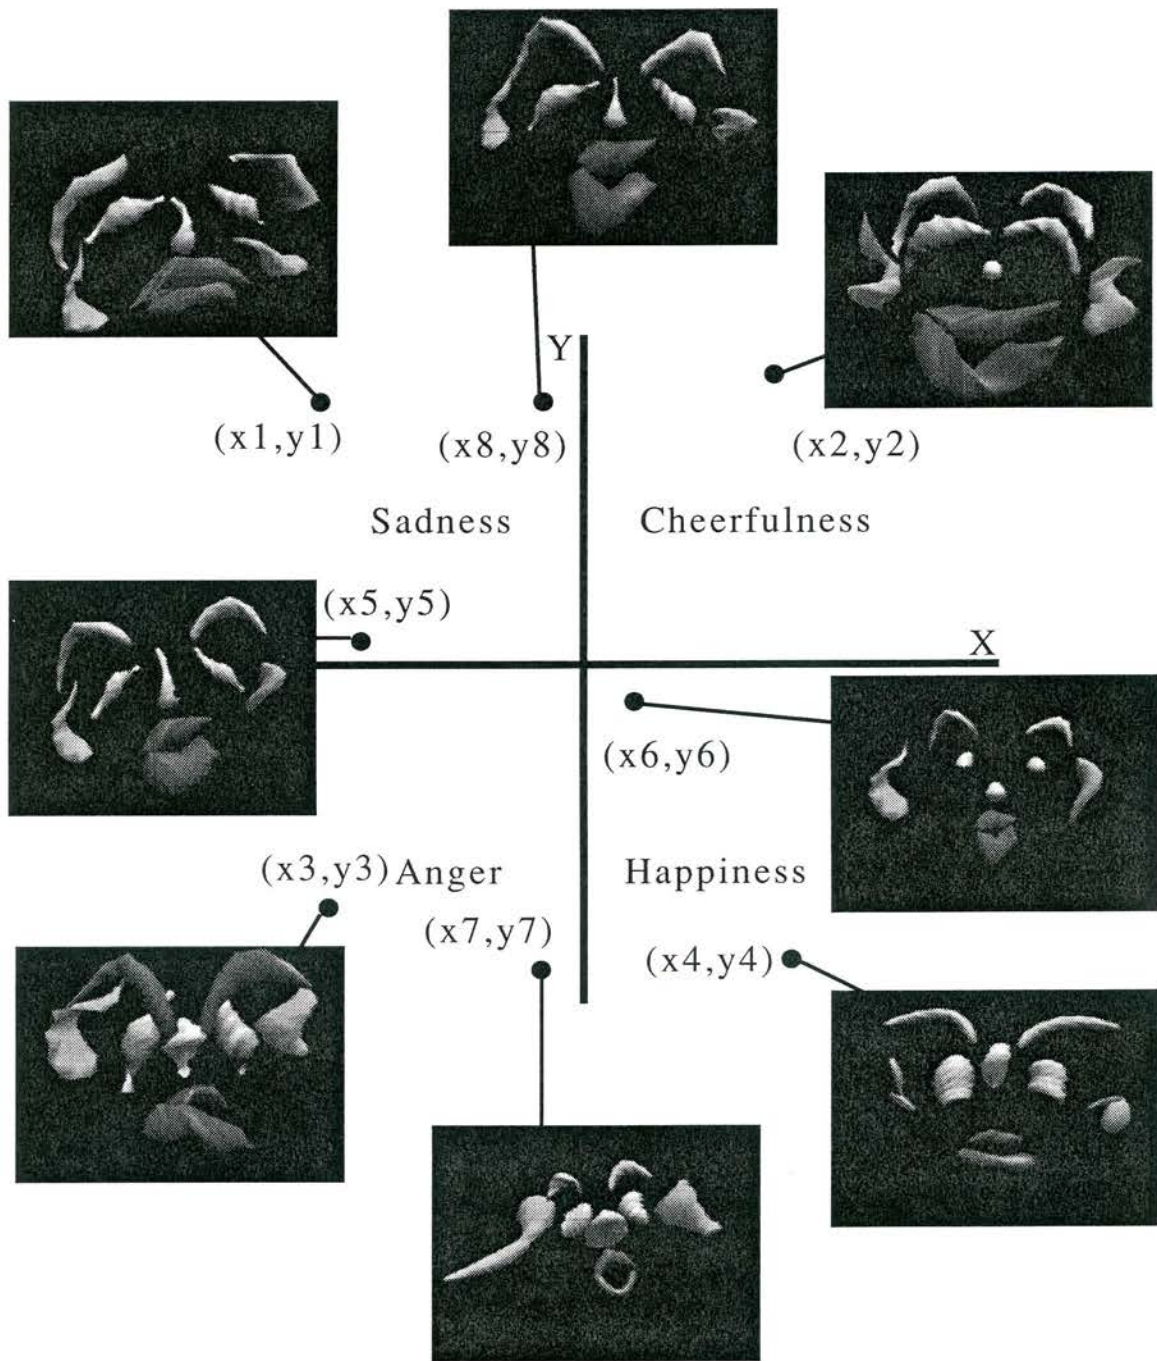 Y
(x1,y1)
(x8,y8)
(x2,y2)
Sadness
Cheerfulness
(x5,y5)
X
(x6,y6)
(x3,y3) Anger
Happiness
(x7,y7)
(x4,y4)